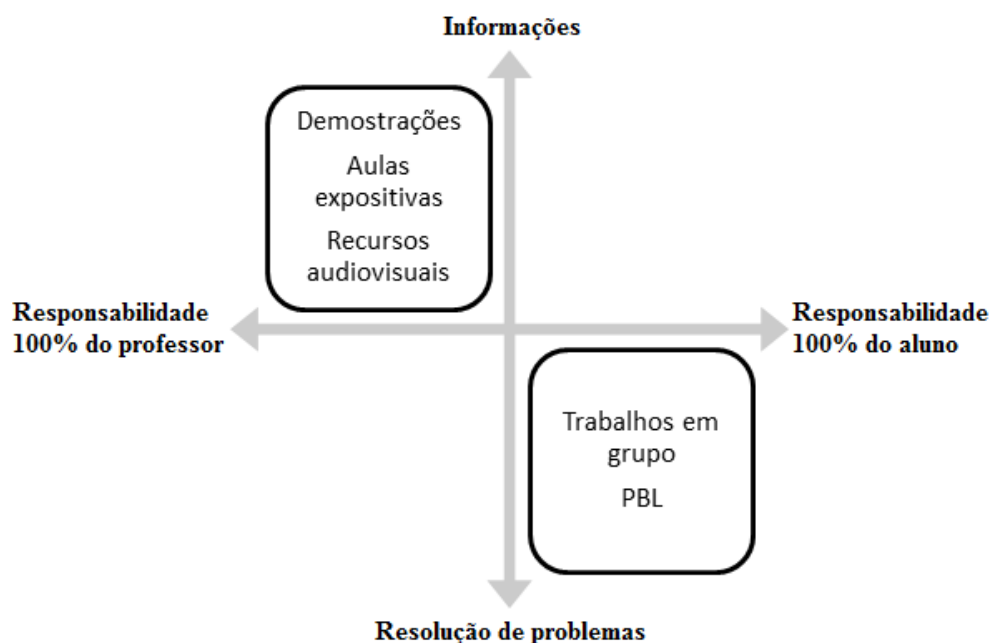 Informações
Demostrações
Aulas
expositivas
Recursos
audiovisuais
Responsabilidade
100% do professor
Responsabilidade
100% do aluno
Trabalhos em
grupo
PBL
Resolução de problemas